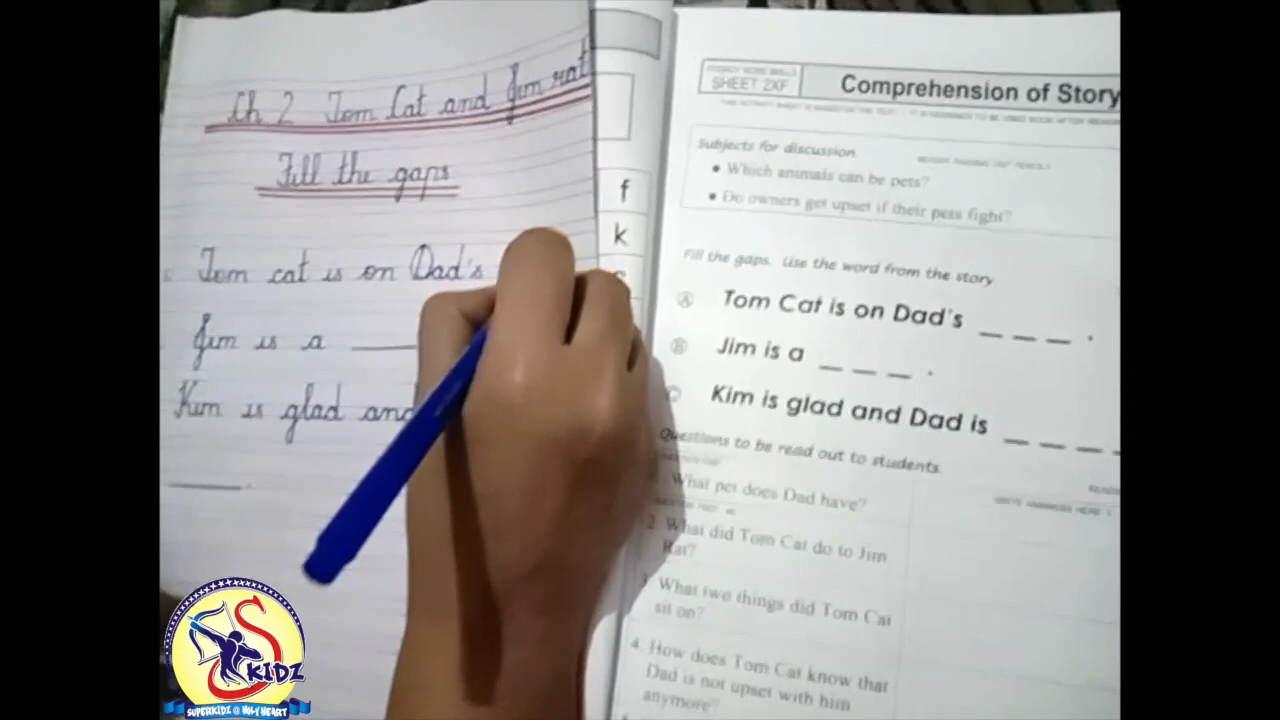 Ch 2 Tom Cat and Jim rat
Fill the gaps
Tom cat is on Dad's
Jim is a ____
Kim is glad and
____.
f
k
SHEET 2XF
Comprehension of Story
Subjects for discussion.
• Which animals can be pets?
• Do owners get upset if their pets fight?
Fill the gaps. Use the word from the story
A Tom Cat is on Dad's _ _ _ .
B Jim is a _ _ _ .
C Kim is glad and Dad is _ _ _ _
Questions to be read out to students.
What pet does Dad have?
2. What did Tom Cat do to Jim
Rat?
What two things did Tom Cat
sit on?
4. How does Tom Cat know that
Dad is not upset with him
anymore?
S
KIDZ
SUPERKIDZ @ HOLY HEART